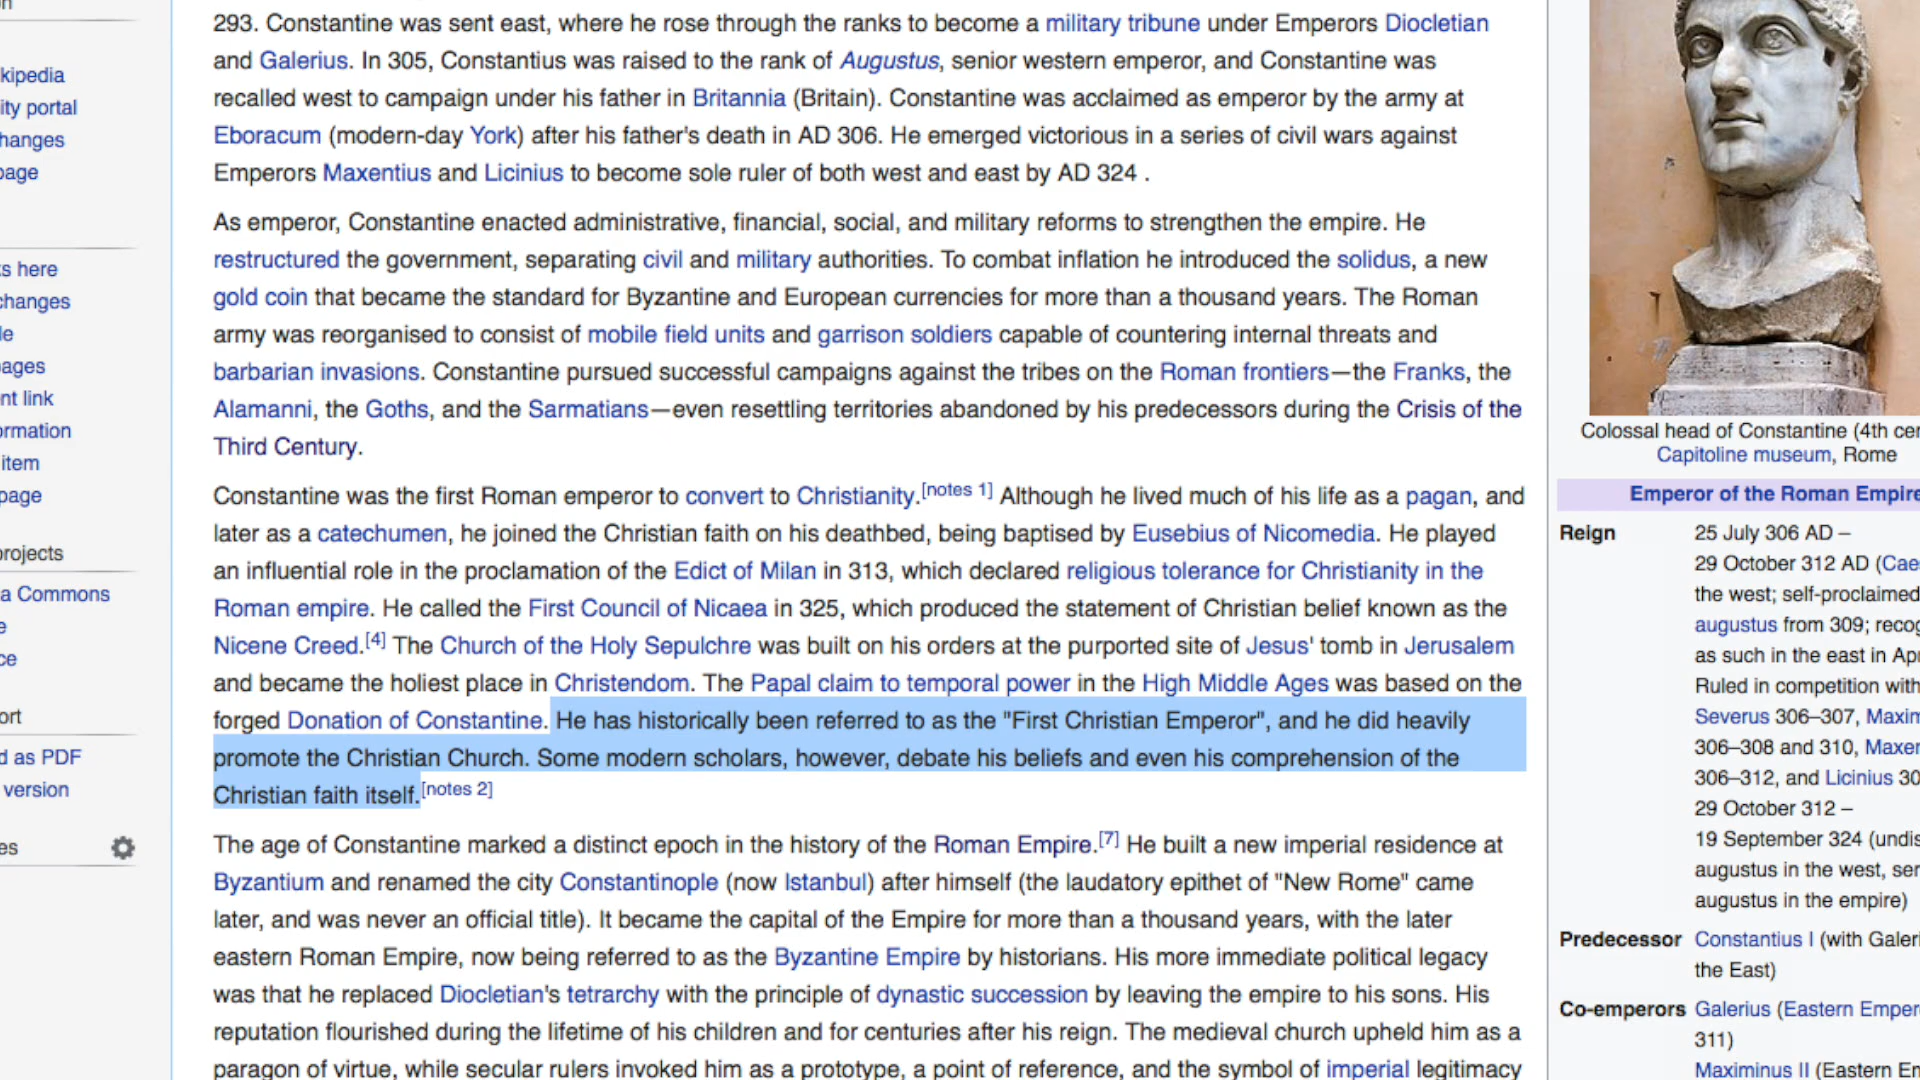 293. Constantine was sent east, where he rose through the ranks to become a military tribune under Emperors Diocletian
and Galerius. In 305, Constantius was raised to the rank of Augustus, senior western emperor, and Constantine was
recalled west to campaign under his father in Britannia (Britain). Constantine was acclaimed as emperor by the army at
Eboracum (modern-day York) after his father's death in AD 306. He emerged victorious in a series of civil wars against
Emperors Maxentius and Licinius to become sole ruler of both west and east by AD 324 .
As emperor, Constantine enacted administrative, financial, social, and military reforms to strengthen the empire. He
restructured the government, separating civil and military authorities. To combat inflation he introduced the solidus, a new
gold coin that became the standard for Byzantine and European currencies for more than a thousand years. The Roman
army was reorganised to consist of mobile field units and garrison soldiers capable of countering internal threats and
barbarian invasions. Constantine pursued successful campaigns against the tribes on the Roman frontiers—the Franks, the
Alamanni, the Goths, and the Sarmatians—even resettling territories abandoned by his predecessors during the Crisis of the
Third Century.
Constantine was the first Roman emperor to convert to Christianity.[notes 1] Although he lived much of his life as a pagan, and
later as a catechumen, he joined the Christian faith on his deathbed, being baptised by Eusebius of Nicomedia. He played
an influential role in the proclamation of the Edict of Milan in 313, which declared religious tolerance for Christianity in the
Roman empire. He called the First Council of Nicaea in 325, which produced the statement of Christian belief known as the
Nicene Creed.[4] The Church of the Holy Sepulchre was built on his orders at the purported site of Jesus' tomb in Jerusalem
and became the holiest place in Christendom. The Papal claim to temporal power in the High Middle Ages was based on the
forged Donation of Constantine. He has historically been referred to as the "First Christian Emperor", and he did heavily
promote the Christian Church. Some modern scholars, however, debate his beliefs and even his comprehension of the
Christian faith itself.[notes 2]
The age of Constantine marked a distinct epoch in the history of the Roman Empire.[7] He built a new imperial residence at
Byzantium and renamed the city Constantinople (now Istanbul) after himself (the laudatory epithet of "New Rome" came
later, and was never an official title). It became the capital of the Empire for more than a thousand years, with the later
eastern Roman Empire, now being referred to as the Byzantine Empire by historians. His more immediate political legacy
was that he replaced Diocletian's tetrarchy with the principle of dynastic succession by leaving the empire to his sons. His
reputation flourished during the lifetime of his children and for centuries after his reign. The medieval church upheld him as a
paragon of virtue, while secular rulers invoked him as a prototype, a point of reference, and the symbol of imperial legitimacy
kipedia
ity portal
hanges
page
s here
changes
le
ages
nt link
ormation
item
page
projects
a Commons
e
ce
ort
d as PDF
version
es
Colossal head of Constantine (4th cen
Capitoline museum, Rome
Emperor of the Roman Empire
Reign 25 July 306 AD –
29 October 312 AD (Cae
the west; self-proclaimed
augustus from 309; recog
as such in the east in Ap
Ruled in competition with
Severus 306–307, Maxim
306–308 and 310, Maxen
306–312, and Licinius 30
29 October 312 –
19 September 324 (undis
augustus in the west, sen
augustus in the empire)
Predecessor Constantius I (with Galeri
the East)
Co-emperors Galerius (Eastern Emper
311)
Maximinus II (Eastern Em